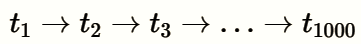 t₁ → t₂ → t₃ → … → t₁₀₀₀